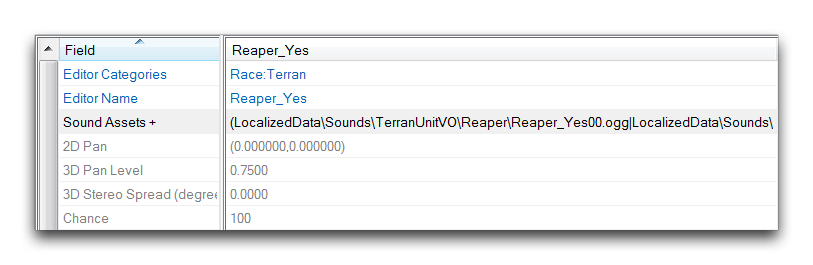 Field Reaper_Yes
Editor Categories Race:Terran
Editor Name Reaper_Yes
Sound Assets + (LocalizedData\Sounds\TerranUnitVO\Reaper\Reaper_Yes00.ogg|LocalizedData\Sounds\
2D Pan (0.000000,0.000000)
3D Pan Level 0.7500
3D Stereo Spread (degree 0.0000
Chance 100